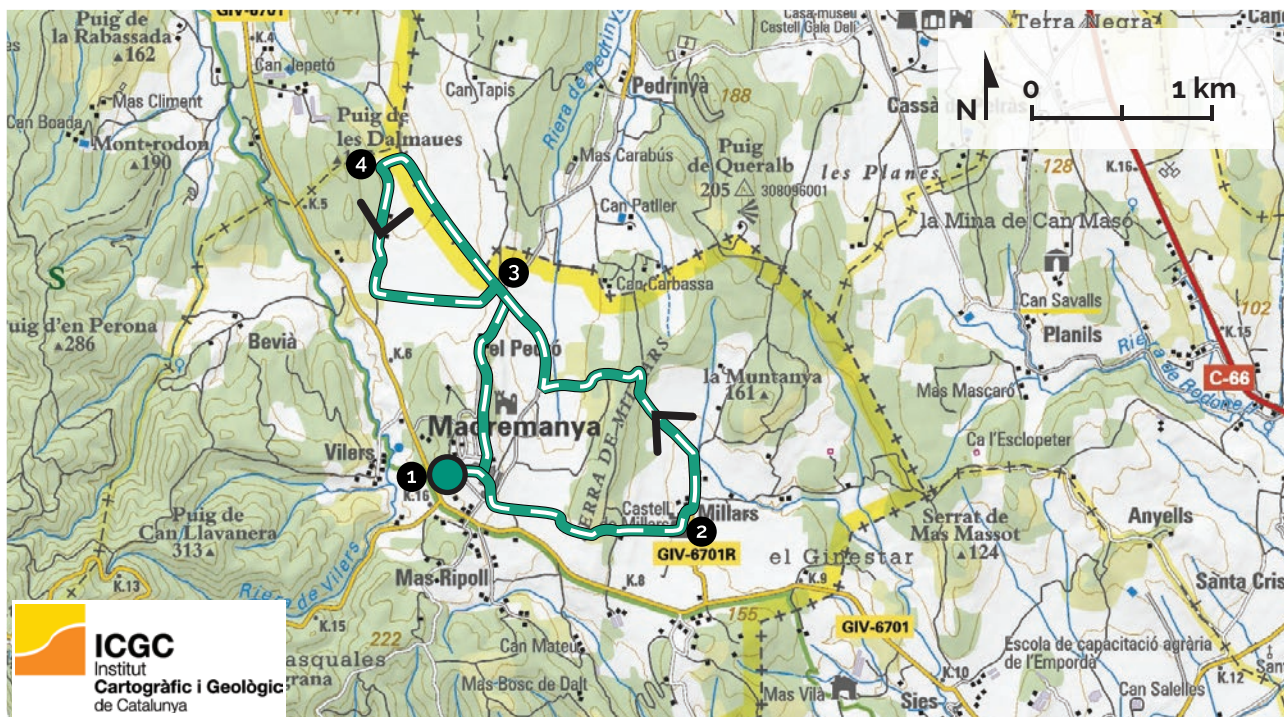 GIV-6701
Puig de
la Rabassada
▲162
K.4
Can Jepetó
Mas Climent
Can Boada
Mont-rodon
▲190
Puig de
les Dalmaues
Can Tapis
Riera de Pedrinyà
Pedrinyà
188
Casa-museu
Castell Gala Dalí
Terra Negra
Mas Carabús
Puig
de Queralb
205
308096001
Can Patller
les Planes
128
K.16
la Mina de Can Masó
N
0
1 km
4
K.5
S
3
Can Carbassa
Can Savalls
102
Planils
K.15
C-66
▲286
Bevià
K.6
el Pedró
la Muntanya
161▲
Mas Mascaró
Madremanya
Vilers
1
K.16
Ca l'Esclopeter
Puig de
Can Llavanera
313▲
Castell
Millars
2
GIV-6701R
Serrat de
Mas Massot
▲124
Anyells
el Ginestar
Mas Ripoll
Riera de Vilers
K.13
K.15
K.8
K.9
155
GIV-6701
222
Can Mateu
Mas Bosc de Dalt
Mas Vilà
Sies
K.10
Escola de capacitació agrària
de l'Empordà
Can Salelles
K.12
ICGC
Institut
Cartogràfic i Geològic
de Catalunya